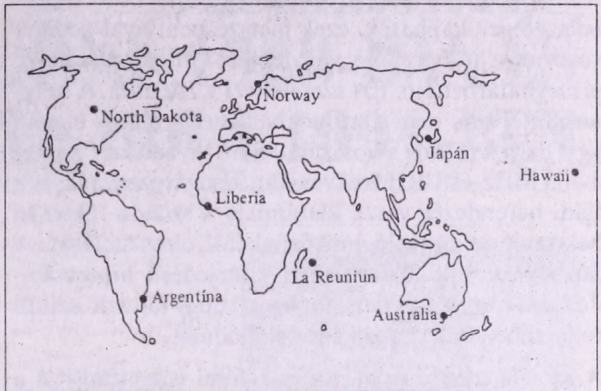 Norway
North Dakota
Japán
Hawaii
Liberia
La Reuniun
Argentína
Australia